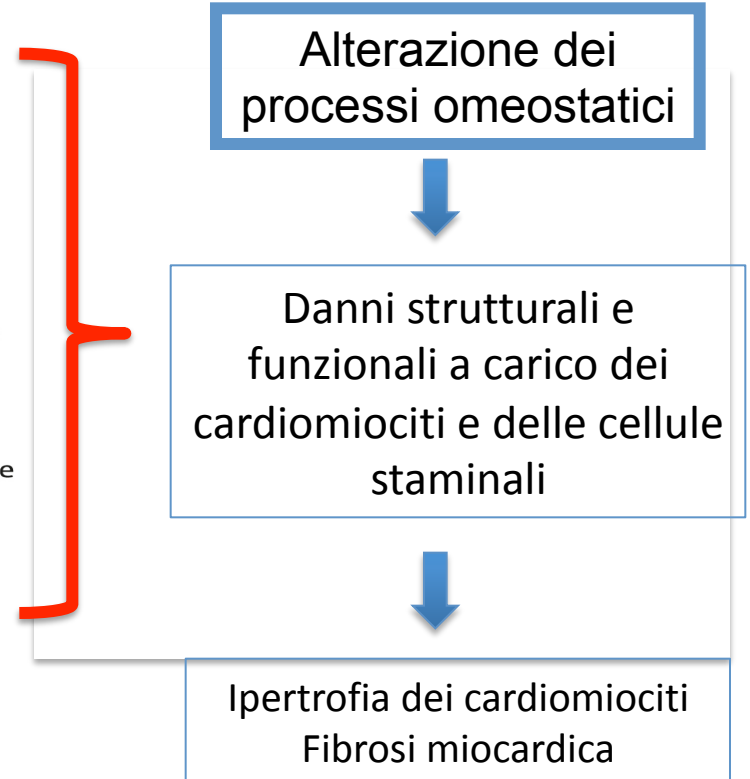 Alterazione dei
processi omeostatici
Danni strutturali e
funzionali a carico dei
cardiomiociti e delle cellule
staminali
e
Ipertrofia dei cardiomiociti
Fibrosi miocardica